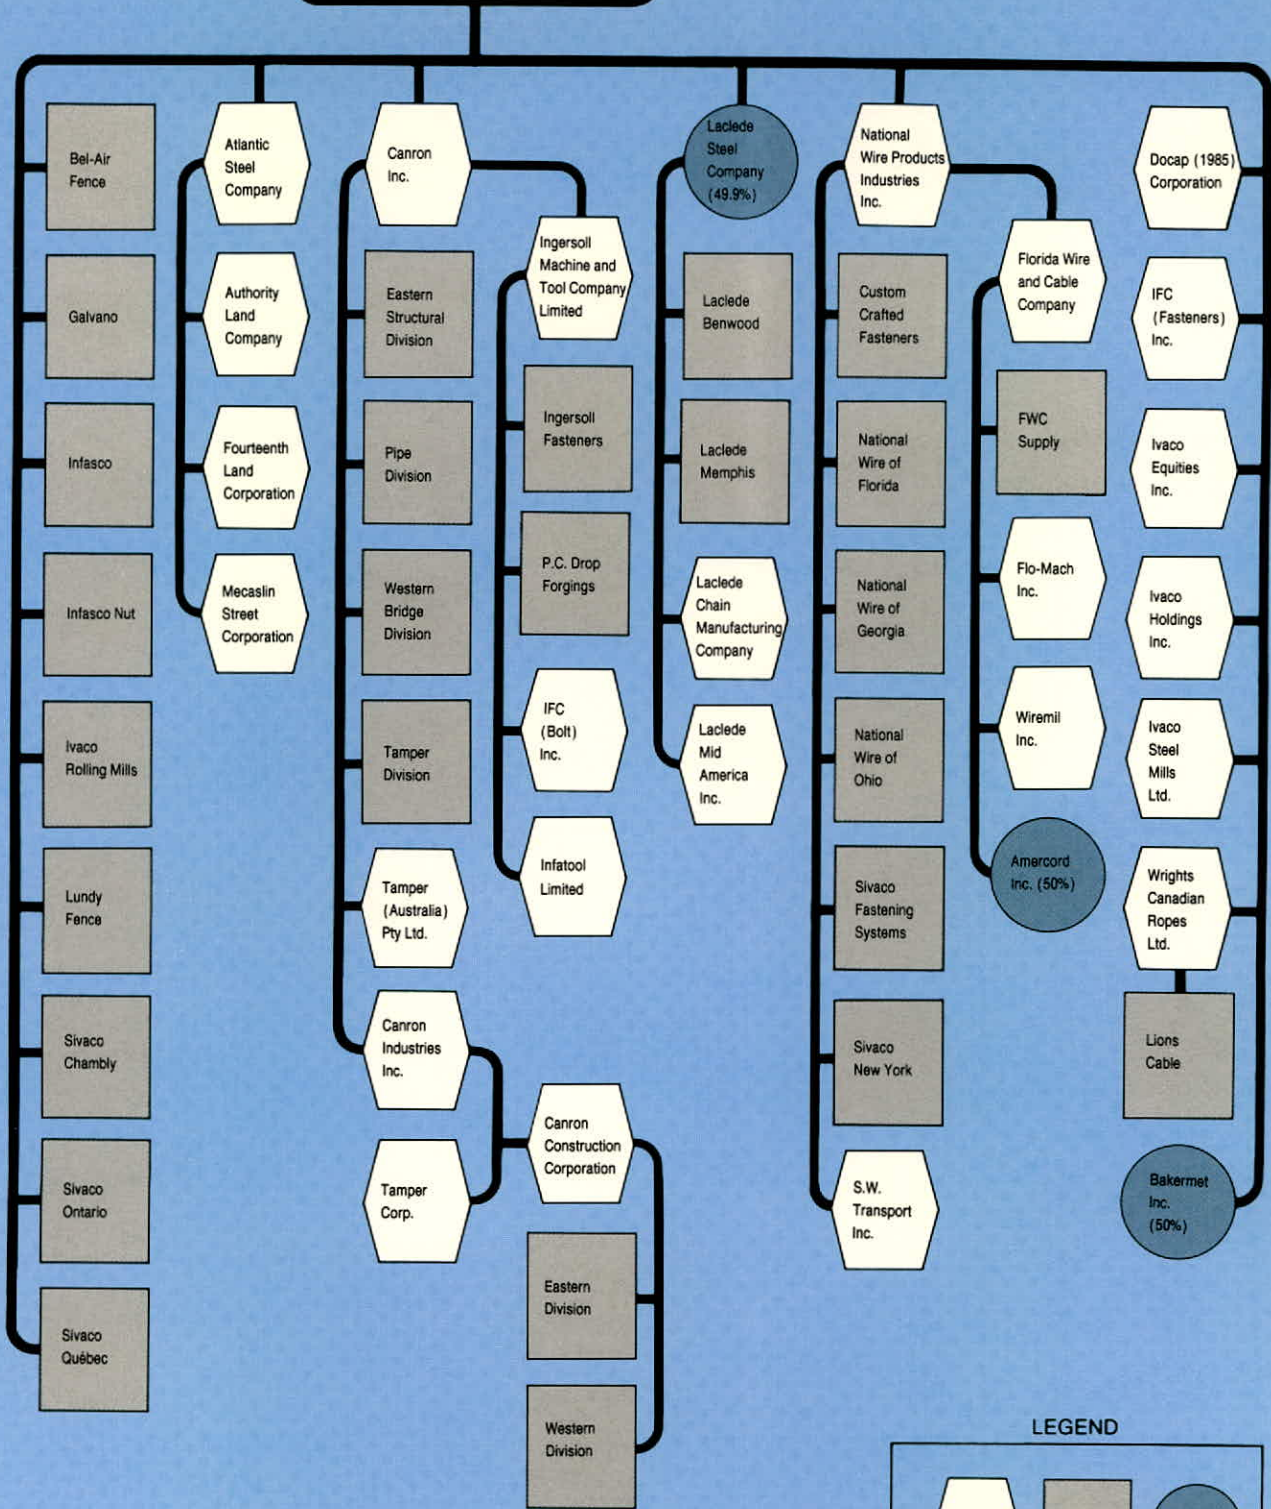 Bel-Air
Fence
Galvano
Infasco
Infasco Nut
Ivaco
Rolling Mills
Lundy
Fence
Sivaco
Chambly
Sivaco
Ontario
Sivaco
Québec
Atlantic
Steel
Company
Authority
Land
Company
Fourteenth
Land
Corporation
Mecaslin
Street
Corporation
Canron
Inc.
Eastern
Structural
Division
Pipe
Division
Western
Bridge
Division
Tamper
Division
Tamper
(Australia)
Pty Ltd.
Canron
Industries
Inc.
Tamper
Corp.
Ingersoll
Machine and
Tool Company
Limited
Ingersoll
Fasteners
P.C. Drop
Forgings
IFC
(Bolt)
Inc.
Infatool
Limited
Canron
Construction
Corporation
Eastern
Division
Western
Division
Laclede
Steel
Company
(49.9%)
Laclede
Benwood
Laclede
Memphis
Laclede
Chain
Manufacturing
Company
Laclede
Mid
America
Inc.
National
Wire Products
Industries
Inc.
Custom
Crafted
Fasteners
National
Wire of
Florida
National
Wire of
Georgia
National
Wire of
Ohio
Sivaco
Fastening
Systems
Sivaco
New York
S.W.
Transport
Inc.
Florida Wire
and Cable
Company
FWC
Supply
Flo-Mach
Inc.
Wiremil
Inc.
Amercord
Inc. (50%)
Docap (1985)
Corporation
IFC
(Fasteners)
Inc.
Ivaco
Equities
Inc.
Ivaco
Holdings
Inc.
Ivaco
Steel
Mills
Ltd.
Wrights
Canadian
Ropes
Ltd.
Lions
Cable
Bakermet
Inc.
(50%)
LEGEND